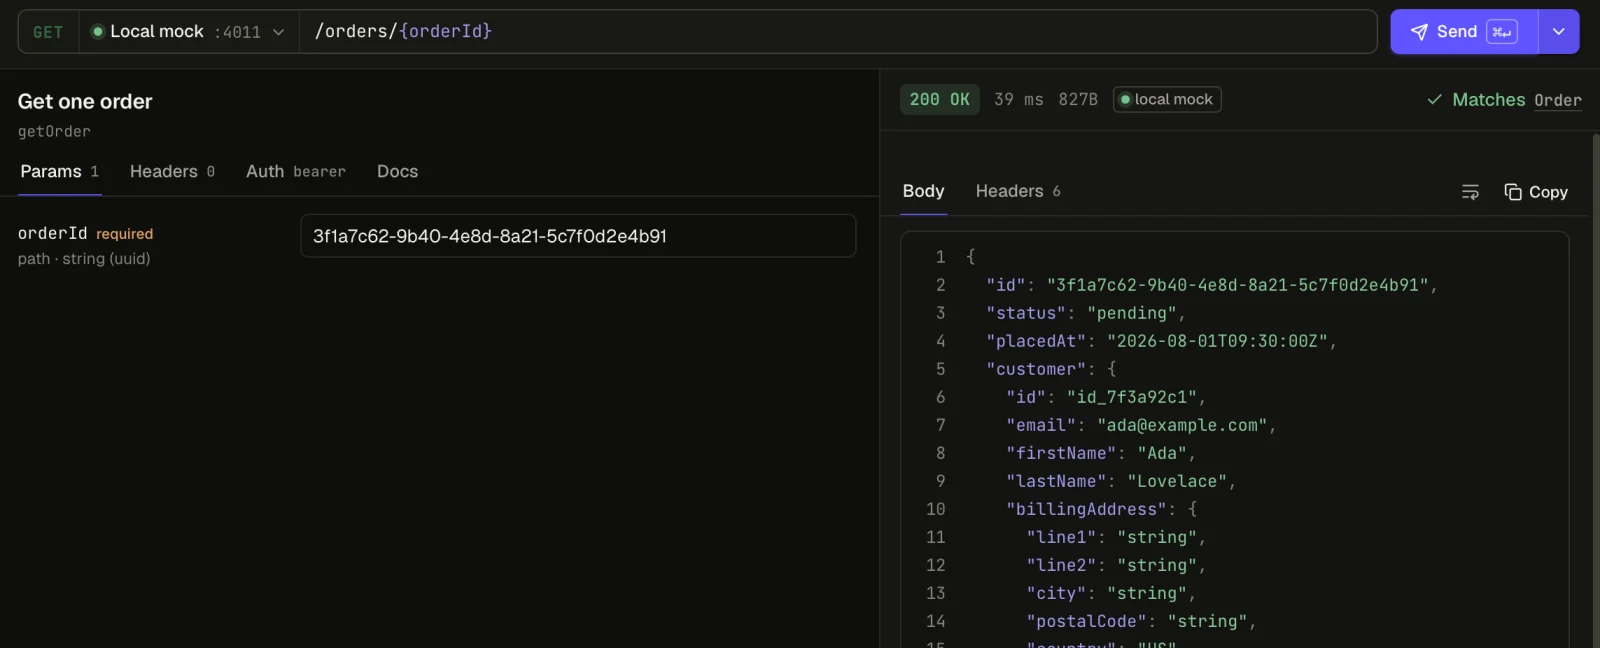 GET Local mock :4011 /orders/{orderId} Send ⌘↵
Get one order
getOrder
Params 1 Headers 0 Auth bearer Docs
orderId required 3f1a7c62-9b40-4e8d-8a21-5c7f0d2e4b91
path · string (uuid)
200 OK 39 ms 827B local mock Matches Order
Body Headers 6 Copy
1 {
2 "id": "3f1a7c62-9b40-4e8d-8a21-5c7f0d2e4b91",
3 "status": "pending",
4 "placedAt": "2026-08-01T09:30:00Z",
5 "customer": {
6 "id": "id_7f3a92c1",
7 "email": "ada@example.com",
8 "firstName": "Ada",
9 "lastName": "Lovelace",
10 "billingAddress": {
11 "line1": "string",
12 "line2": "string",
13 "city": "string",
14 "postalCode": "string",
15 "country": "US"